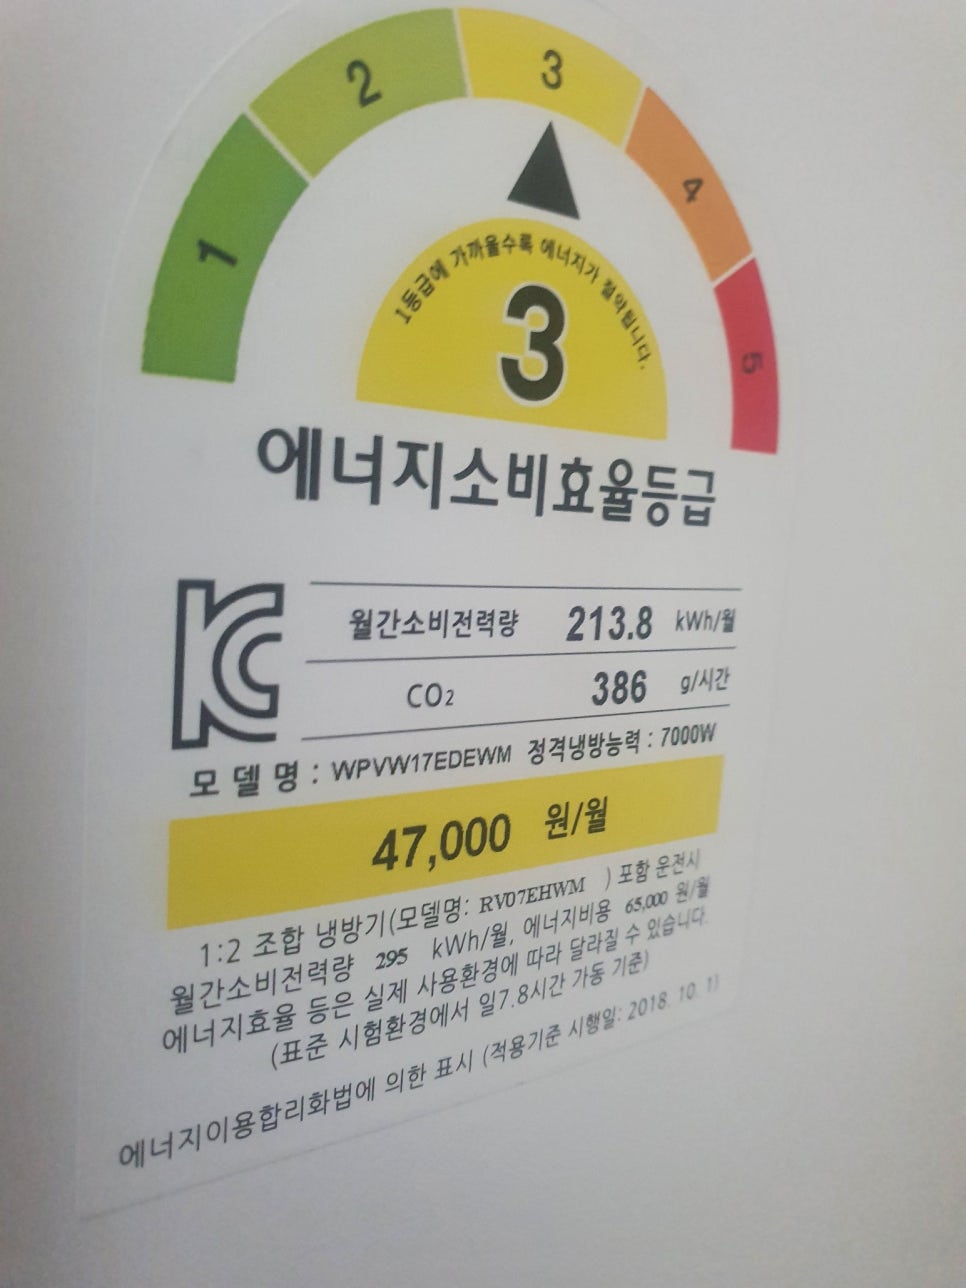 1
2
3
4
5
1등급에 가까울수록 에너지가 절약됩니다.
3
에너지소비효율등급
월간소비전력량 213.8 kWh/월
CO₂ 386 g/시간
모 델 명 : WPVW17EDEWM 정격냉방능력 : 7000W
47,000 원/월
1:2 조합 냉방기(모델명: RV07EHWM ) 포함 운전시
월간소비전력량 295 kWh/월, 에너지비용 65,000 원/월
에너지효율 등은 실제 사용환경에 따라 달라질 수 있습니다.
(표준 시험환경에서 일7.8시간 가동 기준)
에너지이용합리화법에 의한 표시 (적용기준 시행일: 2018. 10. 1)